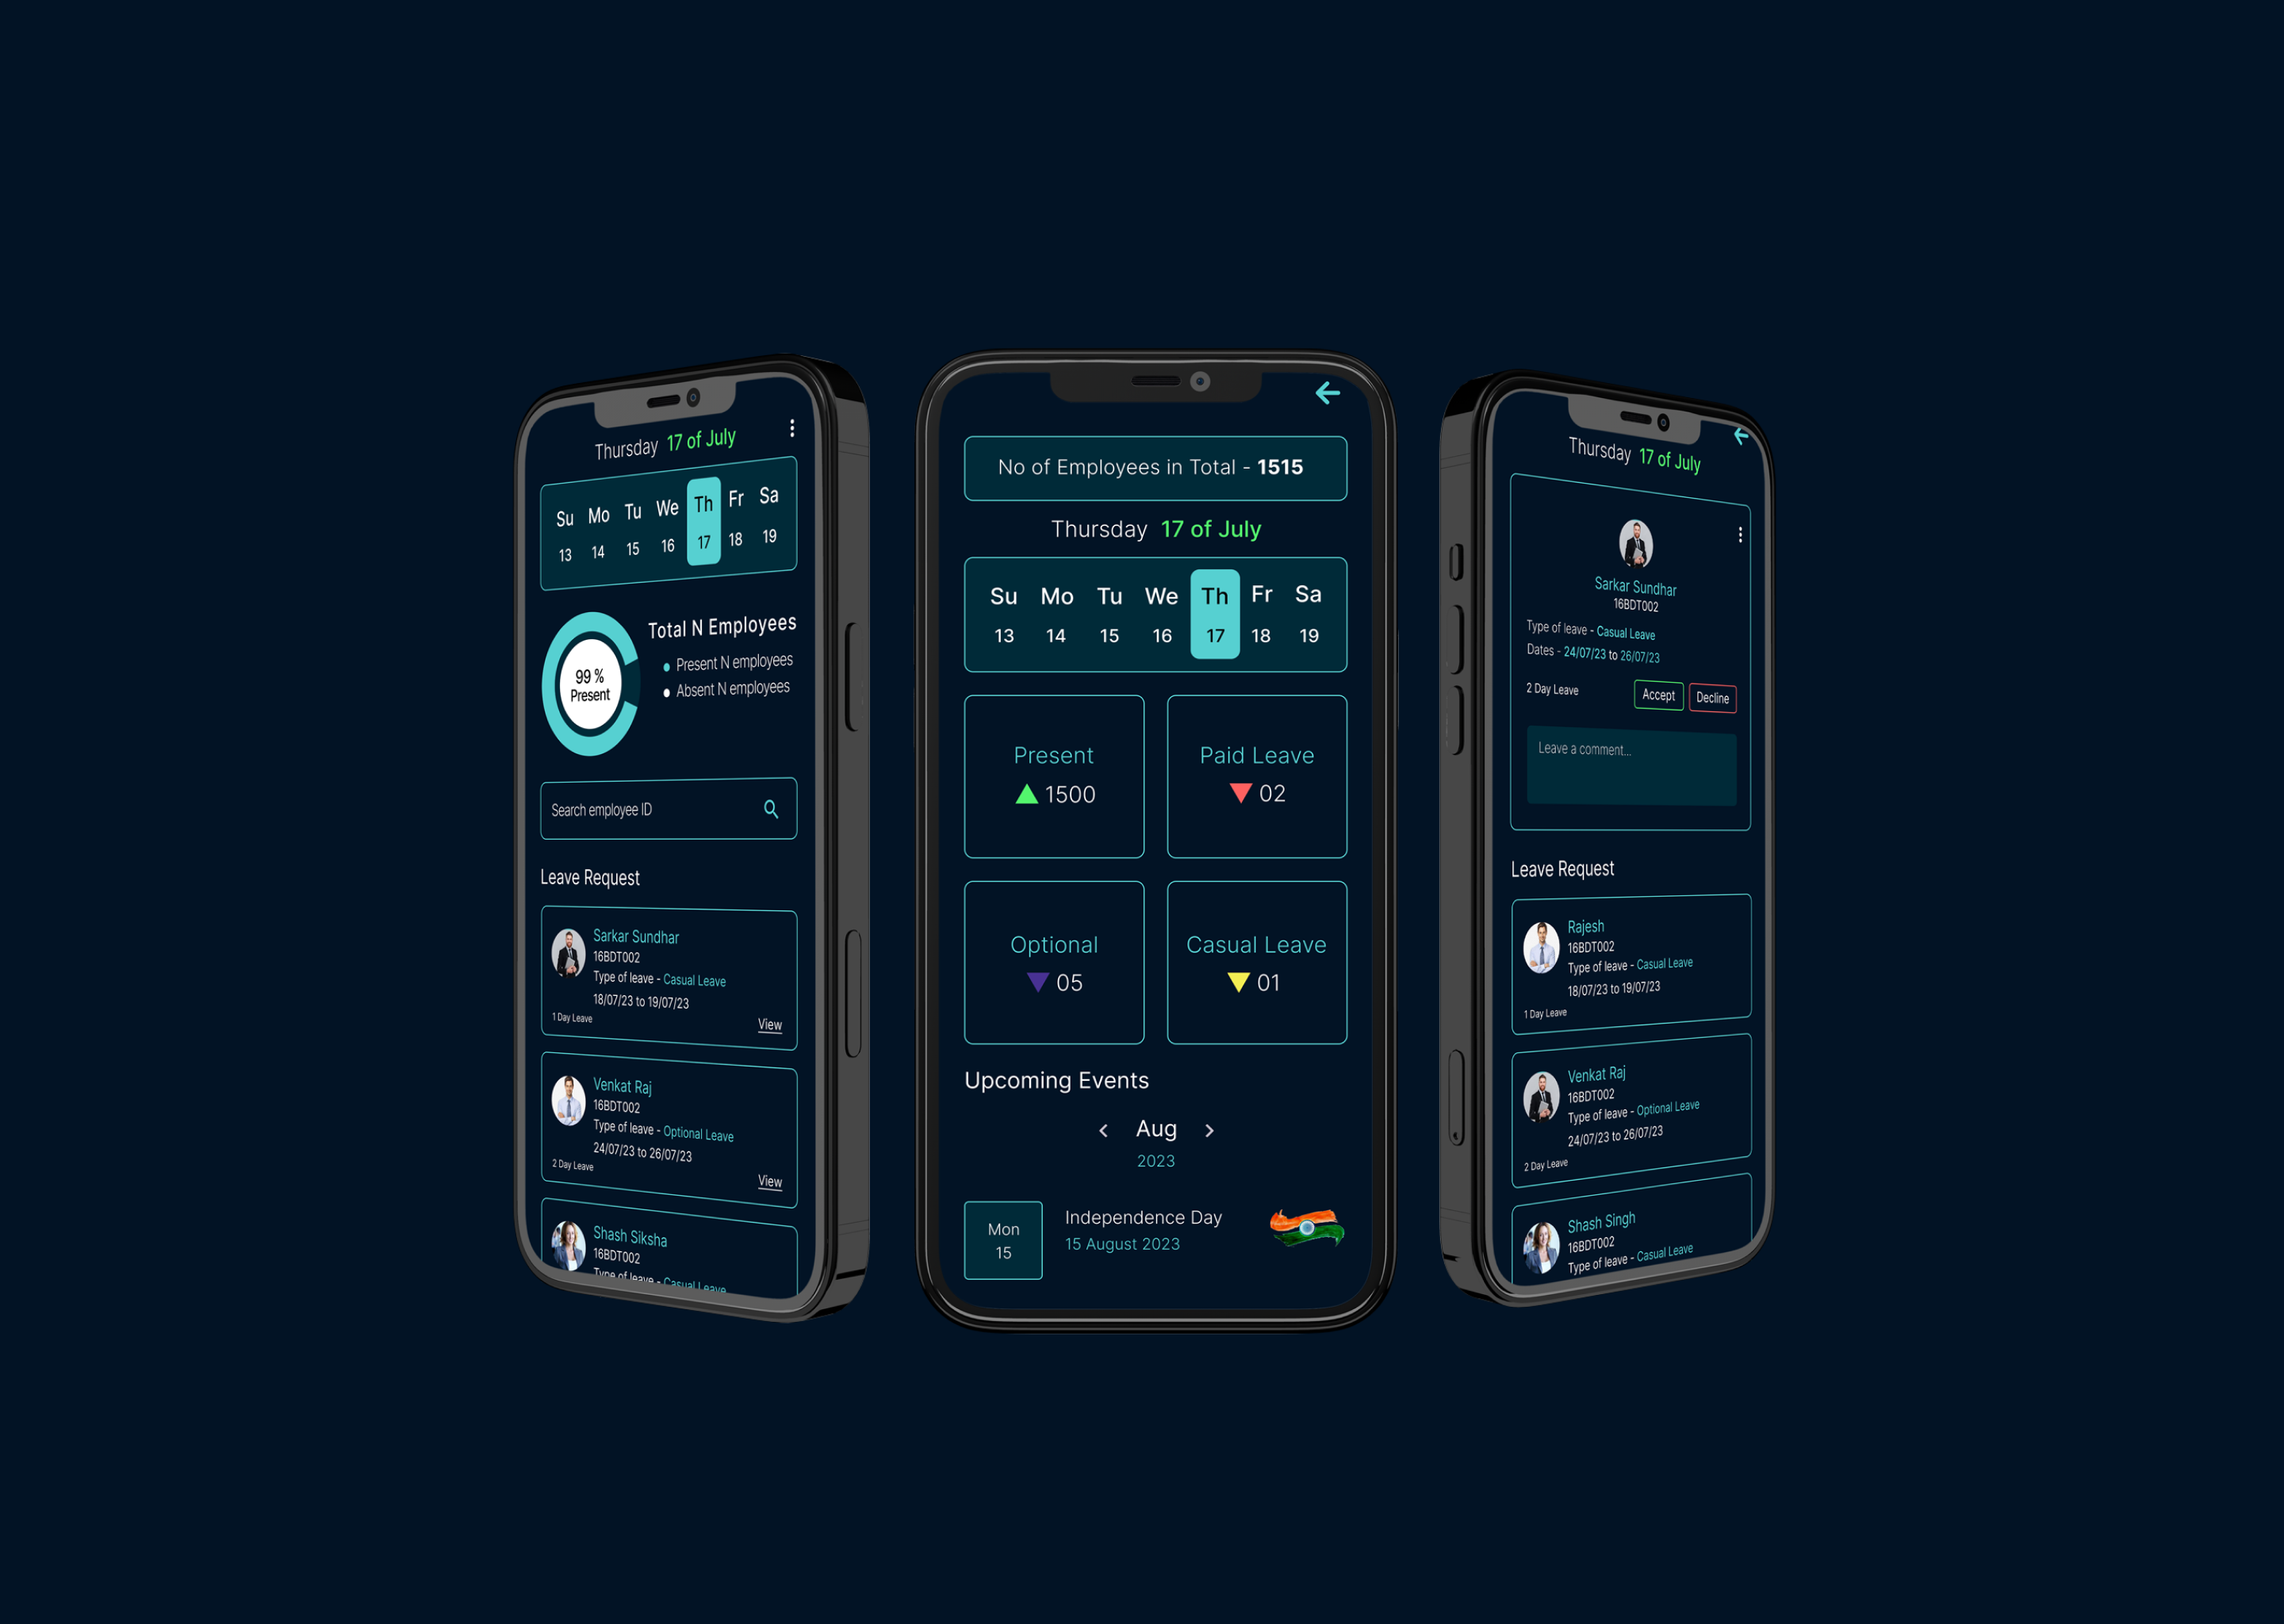 Thursday 17 of July
Su Mo Tu We Th Fr Sa
13 14 15 16 17 18 19
99 %
Present
Total N Employees
Present N employees
Absent N employees
Search employee ID
Leave Request
Sarkar Sundhar
16BDT002
Type of leave - Casual Leave
18/07/23 to 19/07/23
1 Day Leave
View
Venkat Raj
16BDT002
Type of leave - Optional Leave
24/07/23 to 26/07/23
2 Day Leave
View
Shash Siksha
16BDT002
Type of leave - Casual Leave
No of Employees in Total - 1515
Thursday 17 of July
Su Mo Tu We Th Fr Sa
13 14 15 16 17 18 19
Present
1500
Paid Leave
02
Optional
05
Casual Leave
01
Upcoming Events
Aug
2023
Mon
15
Independence Day
15 August 2023
Thursday 17 of July
Sarkar Sundhar
16BDT002
Type of leave - Casual Leave
Dates - 24/07/23 to 26/07/23
2 Day Leave
Accept
Decline
Leave a comment...
Leave Request
Rajesh
16BDT002
Type of leave - Casual Leave
18/07/23 to 19/07/23
1 Day Leave
Venkat Raj
16BDT002
Type of leave - Optional Leave
24/07/23 to 26/07/23
2 Day Leave
Shash Singh
16BDT002
Type of leave - Casual Leave